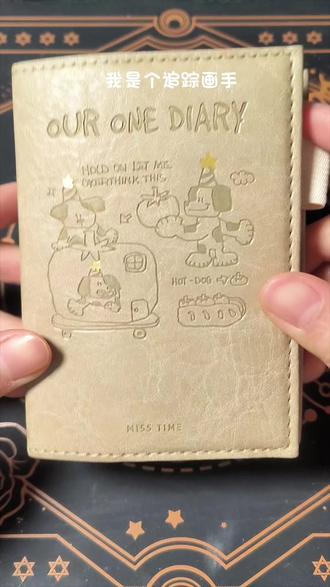 我是个追踪画手
OUR ONE DIARY
HOLD ON LET ME
OVERTHINK THIS
HOT-DOG
MISS TIME